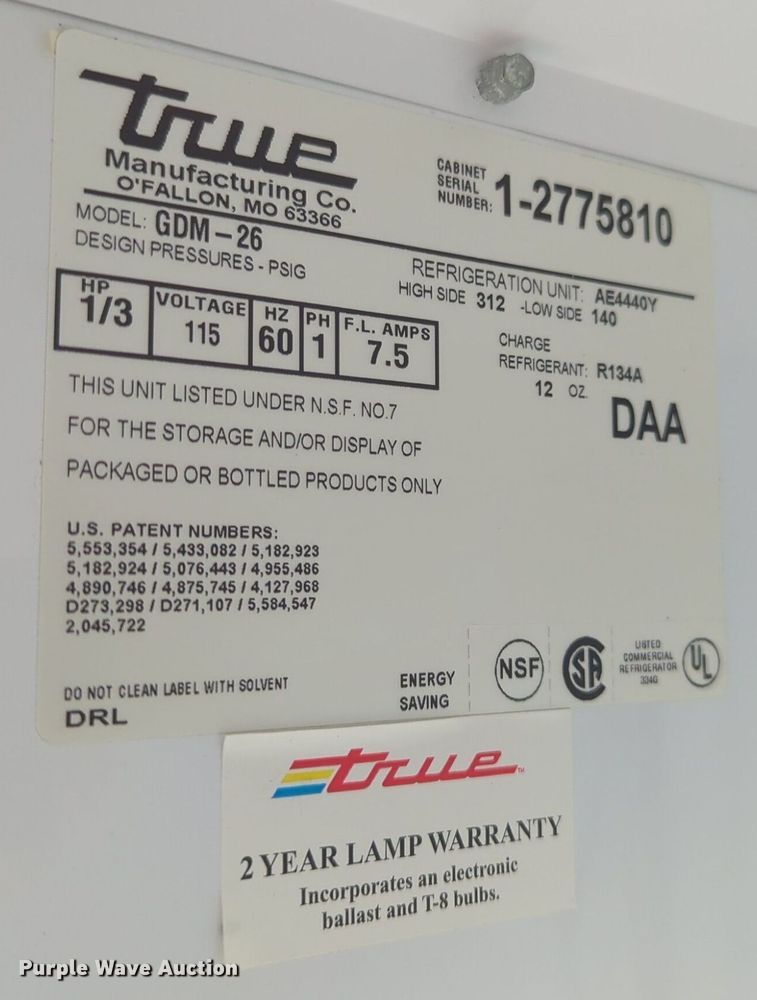 true
Manufacturing Co.
O'FALLON, MO 63366
CABINET
SERIAL
NUMBER: 1-2775810
MODEL: GDM-26
DESIGN PRESSURES - PSIG
REFRIGERATION UNIT: AE4440Y
HIGH SIDE 312 -LOW SIDE 140
HP VOLTAGE HZ PH F.L. AMPS
1/3 115 60 1 7.5
CHARGE
REFRIGERANT: R134A
12 OZ.
DAA
THIS UNIT LISTED UNDER N.S.F. NO.7
FOR THE STORAGE AND/OR DISPLAY OF
PACKAGED OR BOTTLED PRODUCTS ONLY
U.S. PATENT NUMBERS:
5,553,354 / 5,433,082 / 5,182,923
5,182,924 / 5,076,443 / 4,955,486
4,890,746 / 4,875,745 / 4,127,968
D273,298 / D271,107 / 5,584,547
2,045,722
DO NOT CLEAN LABEL WITH SOLVENT
DRL
ENERGY
SAVING
NSF
SA
LISTED
COMMERCIAL
REFRIGERATOR
UL
true TM
2 YEAR LAMP WARRANTY
Incorporates an electronic
ballast and T-8 bulbs.
Purple Wave Auction